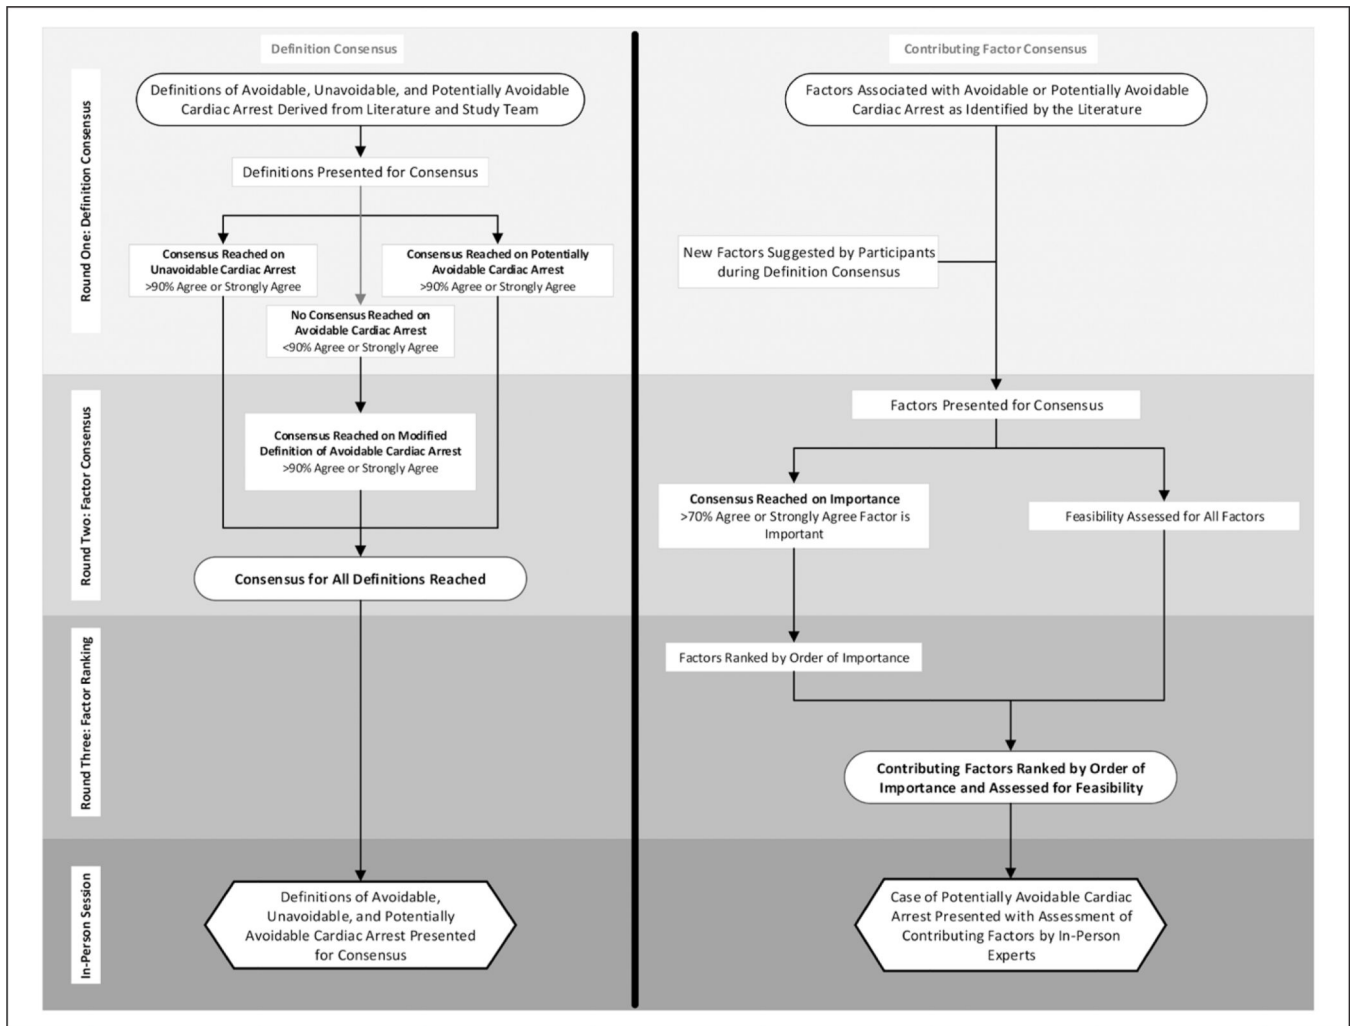 Definition Consensus
Round One: Definition Consensus
Definitions of Avoidable, Unavoidable, and Potentially Avoidable
Cardiac Arrest Derived from Literature and Study Team
Definitions Presented for Consensus
Consensus Reached on
Unavoidable Cardiac Arrest
>90% Agree or Strongly Agree
Consensus Reached on Potentially
Avoidable Cardiac Arrest
>90% Agree or Strongly Agree
No Consensus Reached on
Avoidable Cardiac Arrest
<90% Agree or Strongly Agree
Round Two: Factor Consensus
Consensus Reached on Modified
Definition of Avoidable Cardiac Arrest
>90% Agree or Strongly Agree
Consensus for All Definitions Reached
Round Three: Factor Ranking
In-Person Session
Definitions of Avoidable,
Unavoidable, and Potentially
Avoidable Cardiac Arrest Presented
for Consensus
Contributing Factor Consensus
Factors Associated with Avoidable or Potentially Avoidable
Cardiac Arrest as Identified by the Literature
New Factors Suggested by Participants
during Definition Consensus
Factors Presented for Consensus
Consensus Reached on Importance
>70% Agree or Strongly Agree Factor is
Important
Feasibility Assessed for All Factors
Factors Ranked by Order of Importance
Contributing Factors Ranked by Order of
Importance and Assessed for Feasibility
Case of Potentially Avoidable Cardiac
Arrest Presented with Assessment of
Contributing Factors by In-Person
Experts